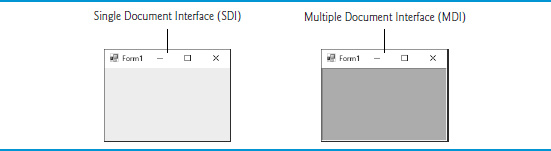 Single Document Interface (SDI)
Multiple Document Interface (MDI)
Form1
Form1